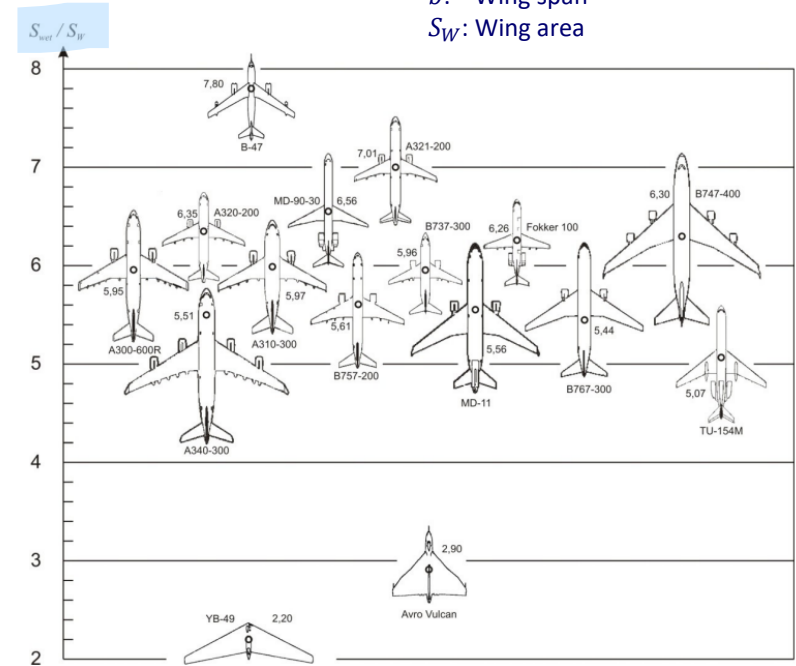 b: Wing span
S_W: Wing area
S_wet / S_W
8
7,80
B-47
7
7,01
A321-200
MD-90-30
6,56
6,35
A320-200
6,30
B747-400
B737-300
6,26
Fokker 100
6
5,96
5,95
5,97
A300-600R
A310-300
5,51
5,61
B757-200
5,56
MD-11
5,44
B767-300
5
5,07
TU-154M
A340-300
4
3
2,90
Avro Vulcan
YB-49
2,20
2